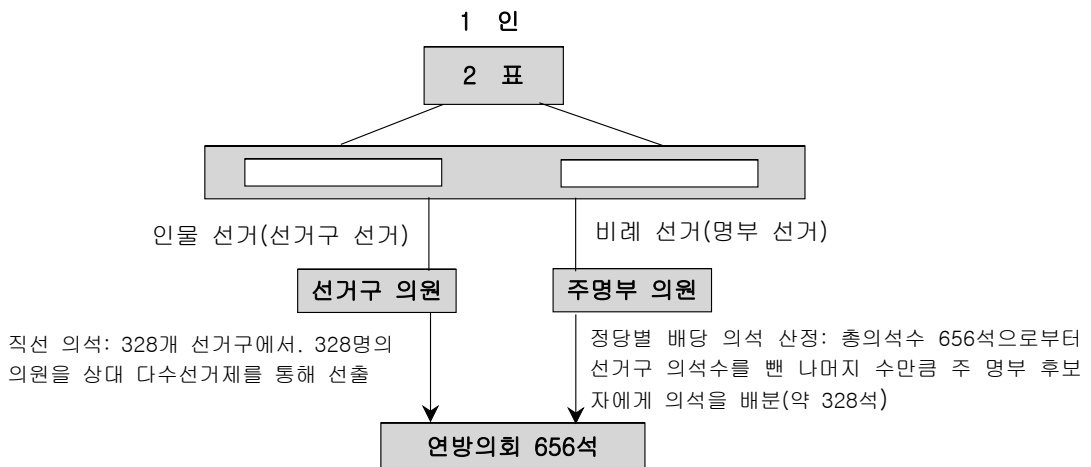 1 인
2 표
인물 선거(선거구 선거)
비례 선거(명부 선거)
선거구 의원
주명부 의원
직선 의석: 328개 선거구에서. 328명의
의원을 상대 다수선거제를 통해 선출
정당별 배당 의석 산정: 총의석수 656석으로부터
선거구 의석수를 뺀 나머지 수만큼 주 명부 후보
자에게 의석을 배분(약 328석)
연방의회 656석